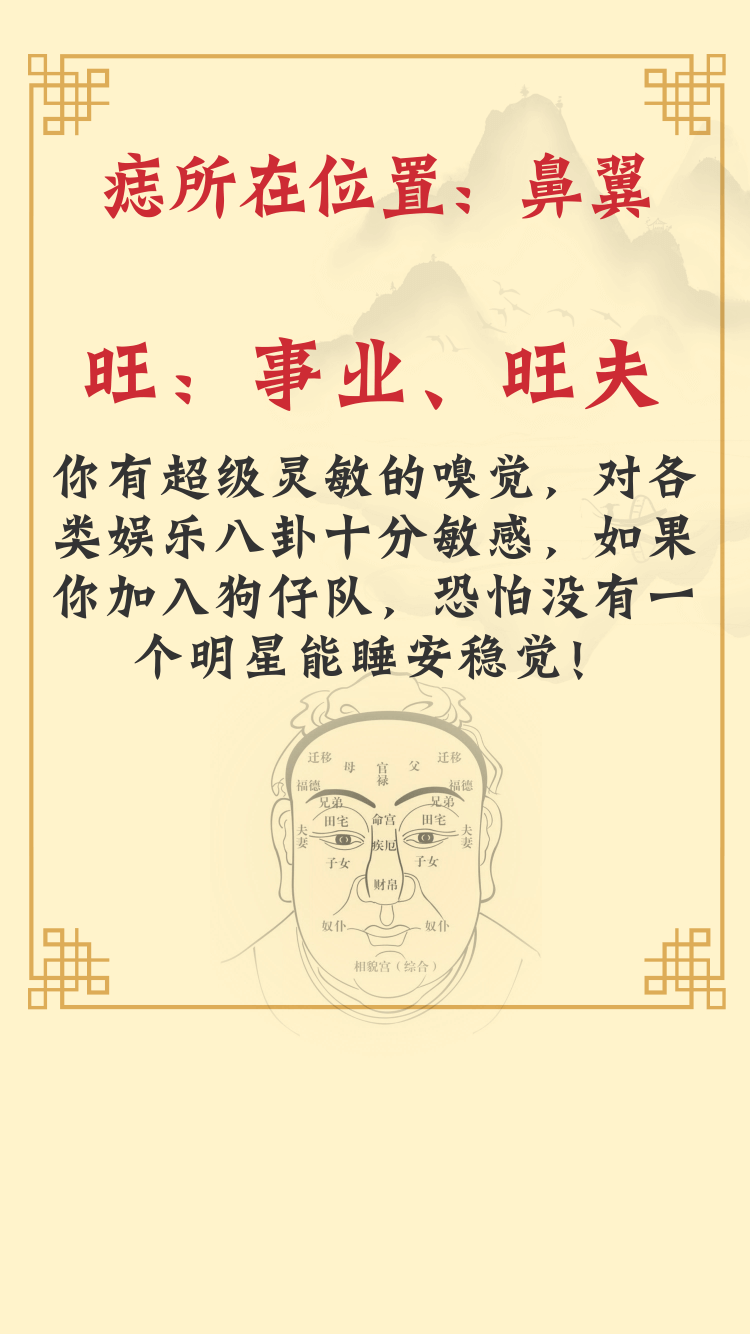 痣所在位置：鼻翼
旺：事业、旺夫
你有超级灵敏的嗅觉，对各
类娱乐八卦十分敏感，如果
你加入狗仔队，恐怕没有一
个明星能睡安稳觉！
迁移 母 官禄 父 迁移
福德 福德
兄弟 兄弟
田宅 命宫 田宅
夫妻 疾厄 夫妻
子女 子女
财帛
奴仆 奴仆
相貌宫（综合）